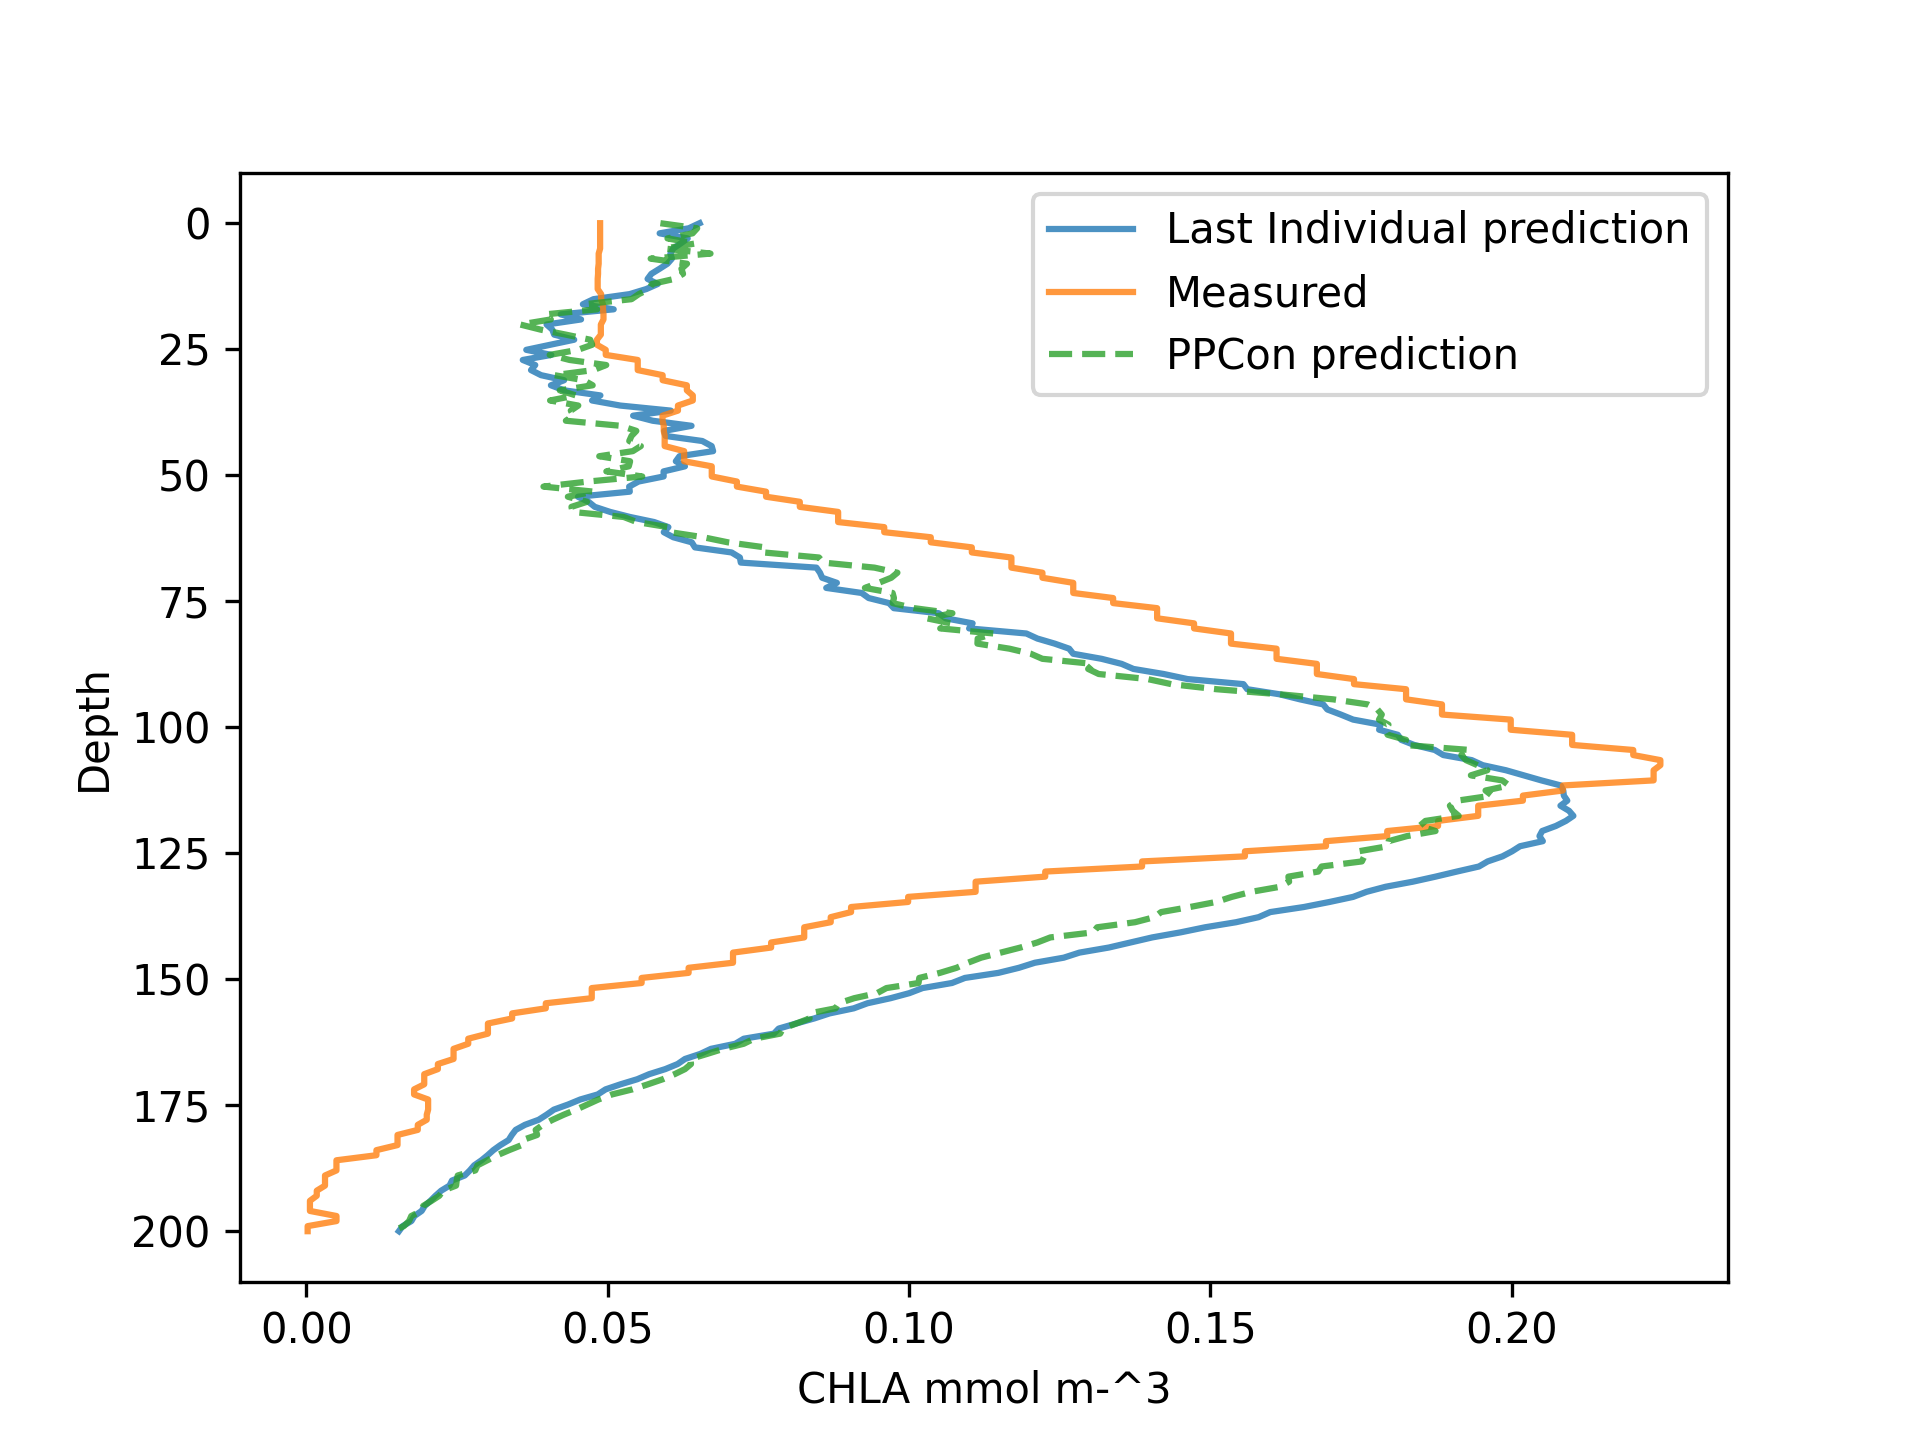 Last Individual prediction
Measured
PPCon prediction
0
25
50
75
100
125
150
175
200
Depth
0.00 0.05 0.10 0.15 0.20
CHLA mmol m-^3